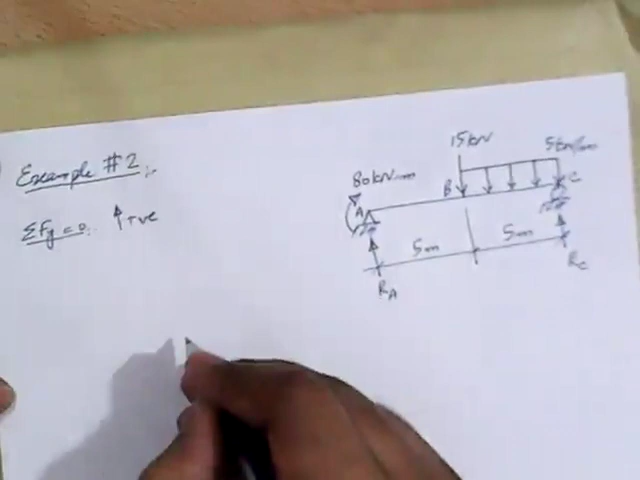 Example #2:-
ΣFy = 0. ↑+ve
15kN
5kN/m
80kN-m
A
B
C
5m
5m
RA
RC